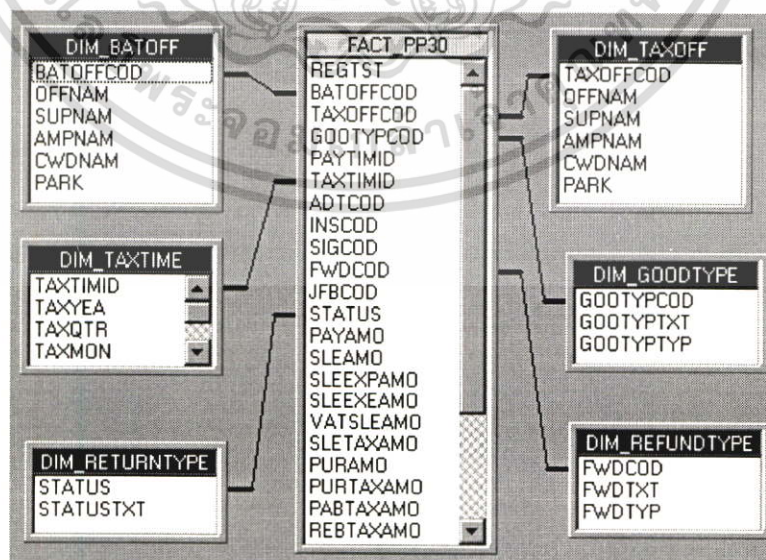 DIM_BATOFF
BATOFFCOD
OFFNAM
SUPNAM
AMPNAM
CWDNAM
PARK
DIM_TAXTIME
TAXTIMID
TAXYEA
TAXQTR
TAXMON
DIM_RETURNTYPE
STATUS
STATUSTXT
FACT_PP30
REGTST
BATOFFCOD
TAXOFFCOD
GOOTYPCOD
PAYTIMID
TAXTIMID
ADTCOD
INSCOD
SIGCOD
FWDCOD
JFBCOD
STATUS
PAYAMO
SLEAMO
SLEEXPAMO
SLEEXEAMO
VATSLEAMO
SLETAXAMO
PURAMO
PURTAXAMO
PABTAXAMO
REBTAXAMO
DIM_TAXOFF
TAXOFFCOD
OFFNAM
SUPNAM
AMPNAM
CWDNAM
PARK
DIM_GOODTYPE
GOOTYPCOD
GOOTYPTXT
GOOTYPTYP
DIM_REFUNDTYPE
FWDCOD
FWDTXT
FWDTYP